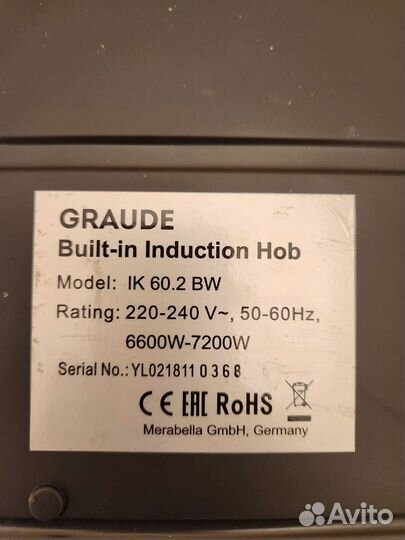 GRAUDE
Built-in Induction Hob
Model: IK 60.2 BW
Rating: 220-240 V~, 50-60Hz,
6600W-7200W
Serial No.: YL021811 0 3 6 8
CE EAC RoHS
Merabella GmbH, Germany
Avito